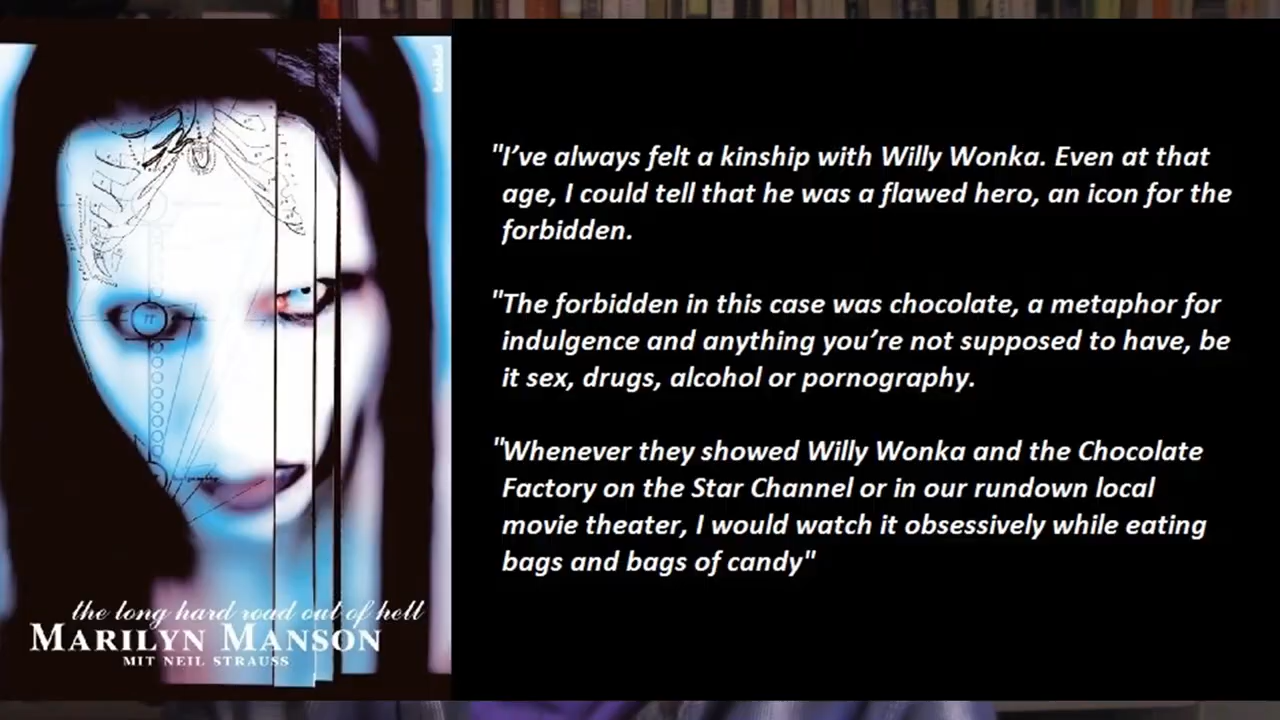 "I've always felt a kinship with Willy Wonka. Even at that
age, I could tell that he was a flawed hero, an icon for the
forbidden.
"The forbidden in this case was chocolate, a metaphor for
indulgence and anything you're not supposed to have, be
it sex, drugs, alcohol or pornography.
"Whenever they showed Willy Wonka and the Chocolate
Factory on the Star Channel or in our rundown local
movie theater, I would watch it obsessively while eating
bags and bags of candy"
the long hard road out of hell
MARILYN MANSON
MIT NEIL STRAUSS